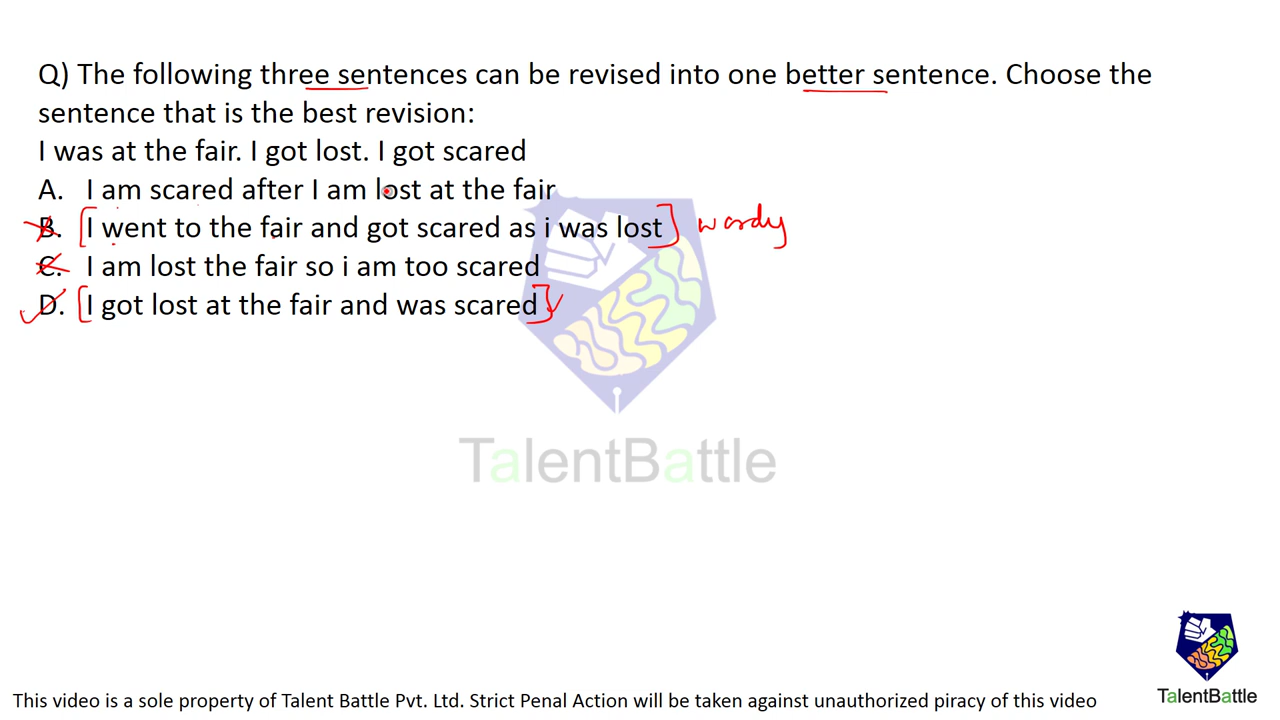 Q) The following three sentences can be revised into one better sentence. Choose the
sentence that is the best revision:
I was at the fair. I got lost. I got scared
A. I am scared after I am lost at the fair
B. I went to the fair and got scared as i was lost wordy
C. I am lost the fair so i am too scared
D. I got lost at the fair and was scared
TalentBattle
TalentBattle
This video is a sole property of Talent Battle Pvt. Ltd. Strict Penal Action will be taken against unauthorized piracy of this video